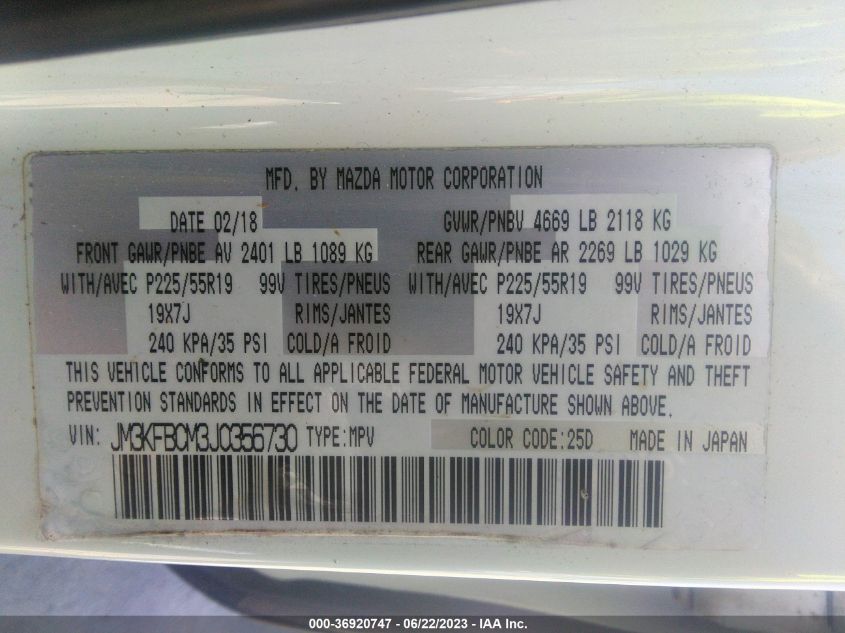 MFD. BY MAZDA MOTOR CORPORATION
DATE 02/18 GVWR/PNBV 4669 LB 2118 KG
FRONT GAWR/PNBE AV 2401 LB 1089 KG REAR GAWR/PNBE AR 2269 LB 1029 KG
WITH/AVEC P225/55R19 99V TIRES/PNEUS WITH/AVEC P225/55R19 99V TIRES/PNEUS
19X7J RIMS/JANTES 19X7J RIMS/JANTES
240 KPA/35 PSI COLD/A FROID 240 KPA/35 PSI COLD/A FROID
THIS VEHICLE CONFORMS TO ALL APPLICABLE FEDERAL MOTOR VEHICLE SAFETY AND THEFT
PREVENTION STANDARDS IN EFFECT ON THE DATE OF MANUFACTURE SHOWN ABOVE.
VIN: JM3KFBCM3J0356730 TYPE:MPV COLOR CODE:25D MADE IN JAPAN
000-36920747 - 06/22/2023 - IAA Inc.